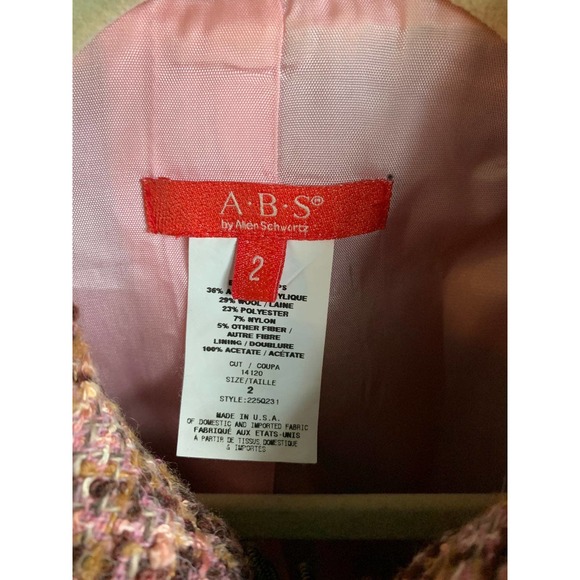 A·B·S®
by Allen Schwartz
2
36% A
29% WOOL / LAINE
23% POLYESTER
7% NYLON
5% OTHER FIBER /
AUTRE FIBRE
LINING / DOUBLURE
100% ACETATE / ACÉTATE
CUT / COUPA
14120
SIZE/TAILLE
2
STYLE:225Q231
MADE IN U.S.A.
OF DOMESTIC AND IMPORTED FABRIC
FABRIQUÉ AUX ETATS-UNIS
A PARTIR DE TISSUS DOMESTIQUE
& IMPORTÉS